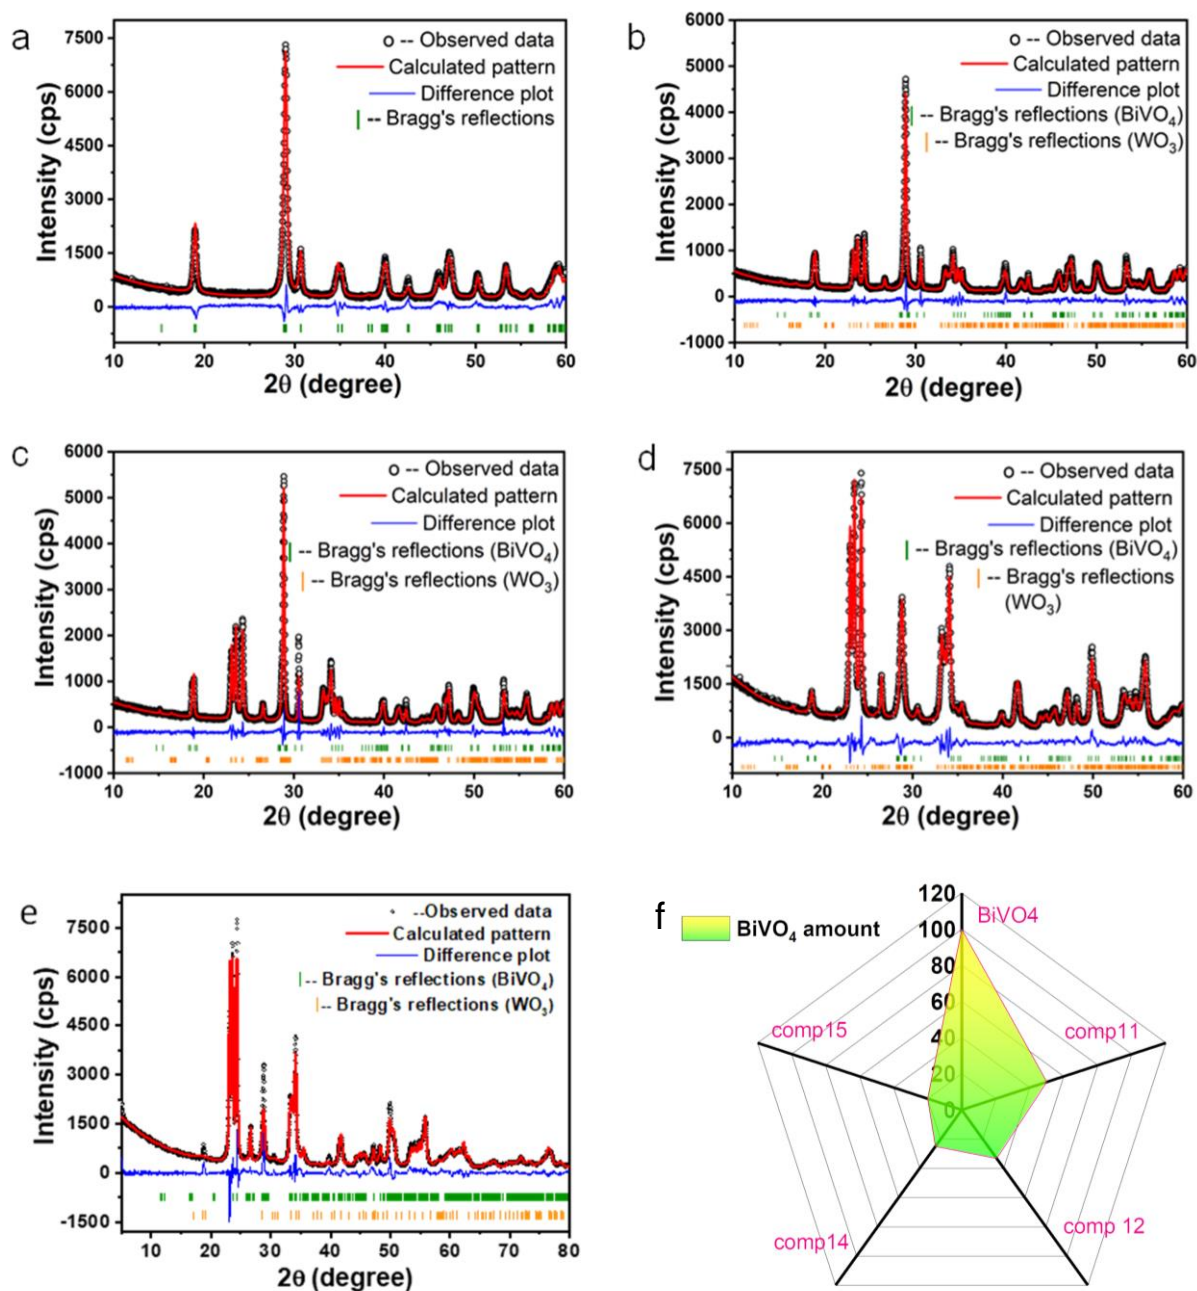 a
7500
6000
4500
3000
1500
0
10 20 30 40 50 60
Intensity (cps)
2θ (degree)
o -- Observed data
Calculated pattern
Difference plot
| -- Bragg's reflections
b
6000
5000
4000
3000
2000
1000
0
-1000
10 20 30 40 50 60
Intensity (cps)
2θ (degree)
o -- Observed data
Calculated pattern
Difference plot
| -- Bragg's reflections (BiVO₄)
| -- Bragg's reflections (WO₃)
c
6000
5000
4000
3000
2000
1000
0
-1000
10 20 30 40 50 60
Intensity (cps)
2θ (degree)
o -- Observed data
Calculated pattern
Difference plot
| -- Bragg's reflections (BiVO₄)
| -- Bragg's reflections (WO₃)
d
7500
6000
4500
3000
1500
0
10 20 30 40 50 60
Intensity (cps)
2θ (degree)
o -- Observed data
Calculated pattern
Difference plot
| -- Bragg's reflections (BiVO₄)
| -- Bragg's reflections
(WO₃)
e
7500
6000
4500
3000
1500
0
-1500
10 20 30 40 50 60 70 80
Intensity (cps)
2θ (degree)
--Observed data
Calculated pattern
Difference plot
|-- Bragg's reflections (BiVO₄)
|-- Bragg's reflections (WO₃)
f
BiVO₄ amount
120
100
80
60
40
20
0
BiVO4
comp11
comp 12
comp14
comp15